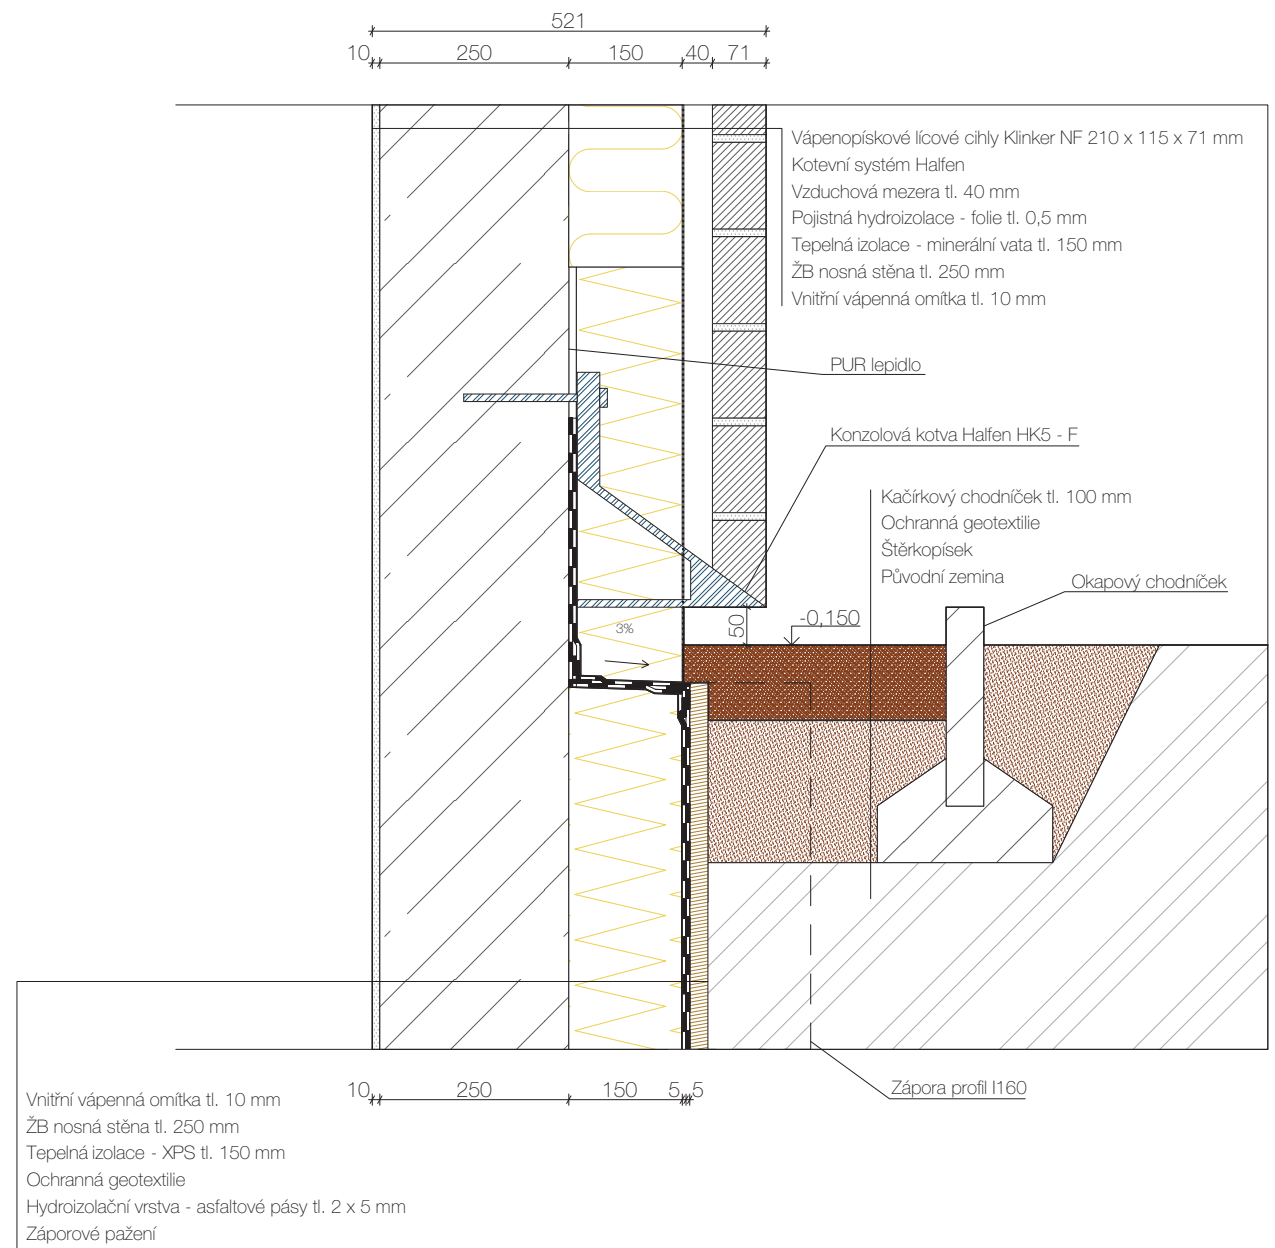 521
10 250 150 40 71
Vápenopískové lícové cihly Klinker NF 210 x 115 x 71 mm
Kotevní systém Halfen
Vzduchová mezera tl. 40 mm
Pojistná hydroizolace - folie tl. 0,5 mm
Tepelná izolace - minerální vata tl. 150 mm
ŽB nosná stěna tl. 250 mm
Vnitřní vápenná omítka tl. 10 mm
PUR lepidlo
Konzolová kotva Halfen HK5 - F
Kačírkový chodníček tl. 100 mm
Ochranná geotextilie
Štěrkopísek
Původní zemina
Okapový chodníček
50
-0,150
3%
Zápora profil I160
10 250 150 5 5
Vnitřní vápenná omítka tl. 10 mm
ŽB nosná stěna tl. 250 mm
Tepelná izolace - XPS tl. 150 mm
Ochranná geotextilie
Hydroizolační vrstva - asfaltové pásy tl. 2 x 5 mm
Záporové pažení